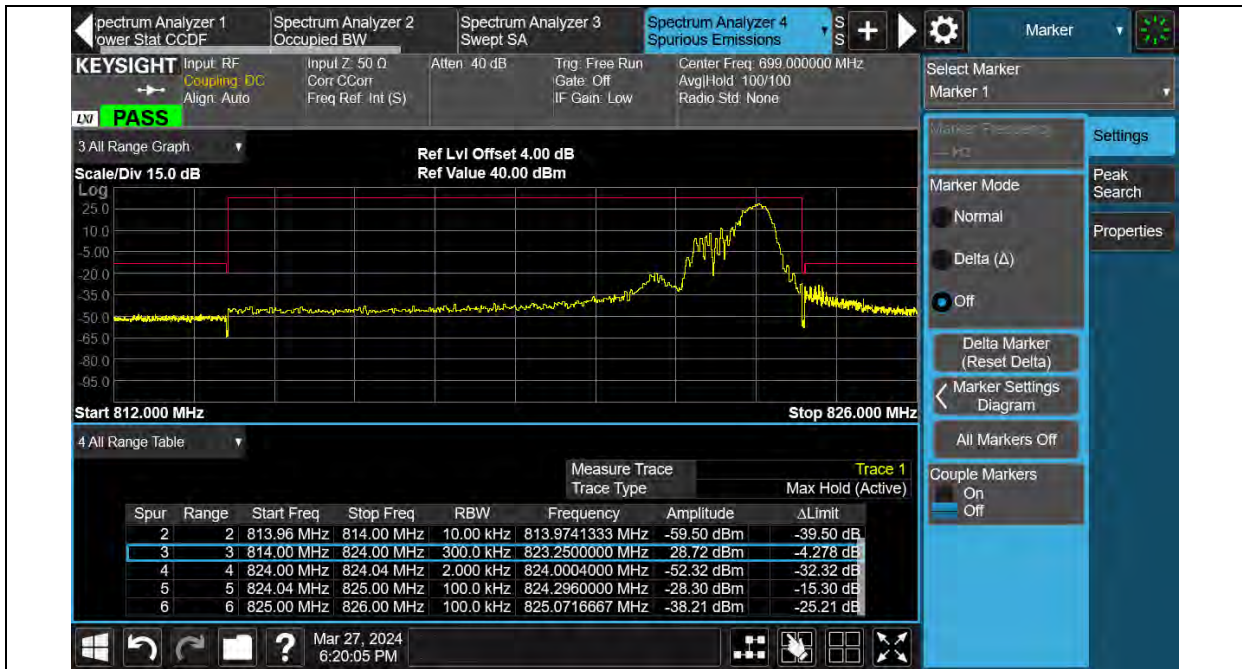 Spectrum Analyzer 1
Power Stat CCDF
Spectrum Analyzer 2
Occupied BW
Spectrum Analyzer 3
Swept SA
Spectrum Analyzer 4
Spurious Emissions
S
S
Marker
KEYSIGHT
Input: RF
Coupling: DC
Align: Auto
Input Z: 50 Ω
Corr CCorr
Freq Ref: Int (S)
Atten: 40 dB
Trig: Free Run
Gate: Off
IF Gain: Low
Center Freq: 699.000000 MHz
Avg|Hold: 100/100
Radio Std: None
LXI
PASS
Select Marker
Marker 1
3 All Range Graph
Scale/Div 15.0 dB
Ref Lvl Offset 4.00 dB
Ref Value 40.00 dBm
Log
25.0
10.0
-5.00
-20.0
-35.0
-50.0
-65.0
-80.0
-95.0
Start 812.000 MHz
Stop 826.000 MHz
Marker Frequency
--- Hz
Settings
Peak
Search
Properties
Marker Mode
Normal
Delta (Δ)
Off
Delta Marker
(Reset Delta)
Marker Settings
Diagram
All Markers Off
Couple Markers
On
Off
4 All Range Table
Measure Trace Trace 1
Trace Type Max Hold (Active)
Spur Range Start Freq Stop Freq RBW Frequency Amplitude ΔLimit
2 2 813.96 MHz 814.00 MHz 10.00 kHz 813.9741333 MHz -59.50 dBm -39.50 dB
3 3 814.00 MHz 824.00 MHz 300.0 kHz 823.2500000 MHz 28.72 dBm -4.278 dB
4 4 824.00 MHz 824.04 MHz 2.000 kHz 824.0004000 MHz -52.32 dBm -32.32 dB
5 5 824.04 MHz 825.00 MHz 100.0 kHz 824.2960000 MHz -28.30 dBm -15.30 dB
6 6 825.00 MHz 826.00 MHz 100.0 kHz 825.0716667 MHz -38.21 dBm -25.21 dB
?
Mar 27, 2024
6:20:05 PM